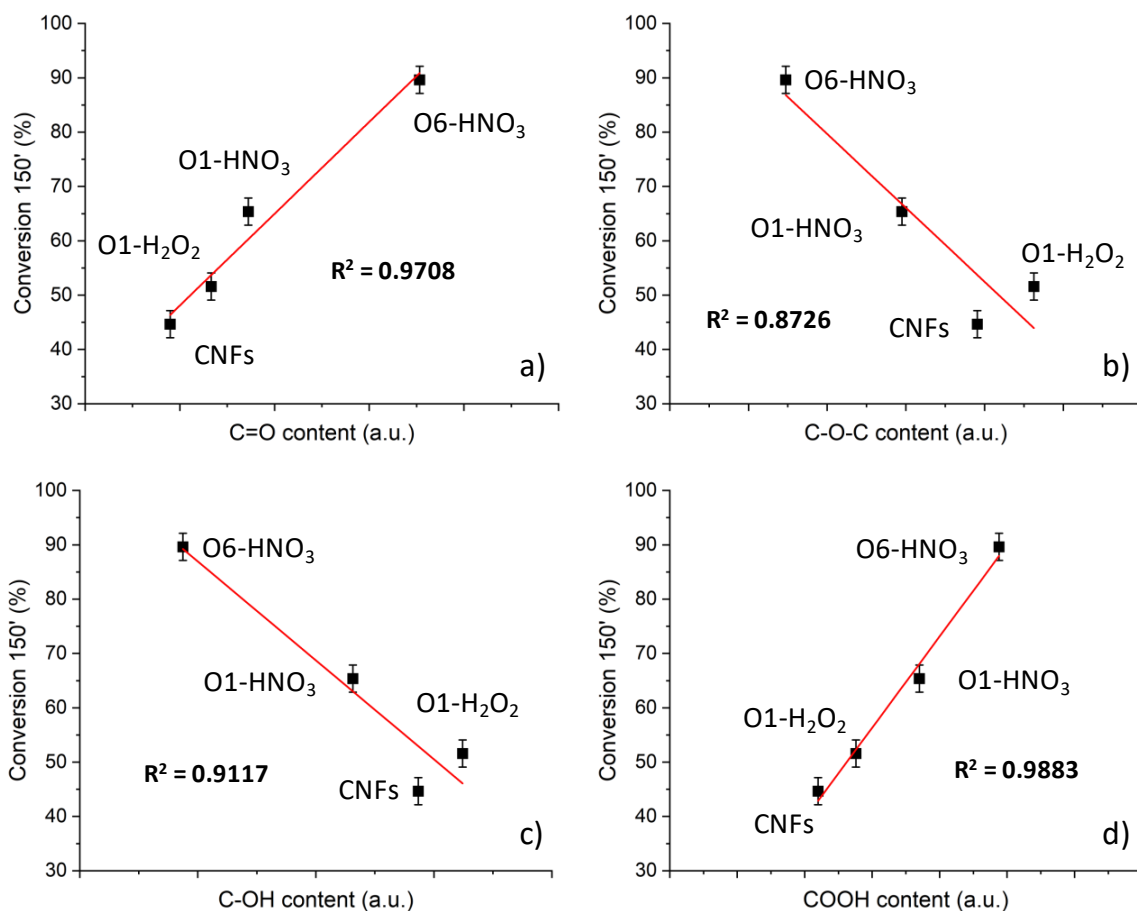 100
90
80
70
60
50
40
30
Conversion 150' (%)
O6-HNO₃
O1-HNO₃
O1-H₂O₂
R² = 0.9708
CNFs
a)
C=O content (a.u.)
100
90
80
70
60
50
40
30
Conversion 150' (%)
O6-HNO₃
O1-HNO₃
O1-H₂O₂
R² = 0.8726
CNFs
b)
C-O-C content (a.u.)
100
90
80
70
60
50
40
30
Conversion 150' (%)
O6-HNO₃
O1-HNO₃
O1-H₂O₂
R² = 0.9117
CNFs
c)
C-OH content (a.u.)
100
90
80
70
60
50
40
30
Conversion 150' (%)
O6-HNO₃
O1-HNO₃
O1-H₂O₂
R² = 0.9883
CNFs
d)
COOH content (a.u.)